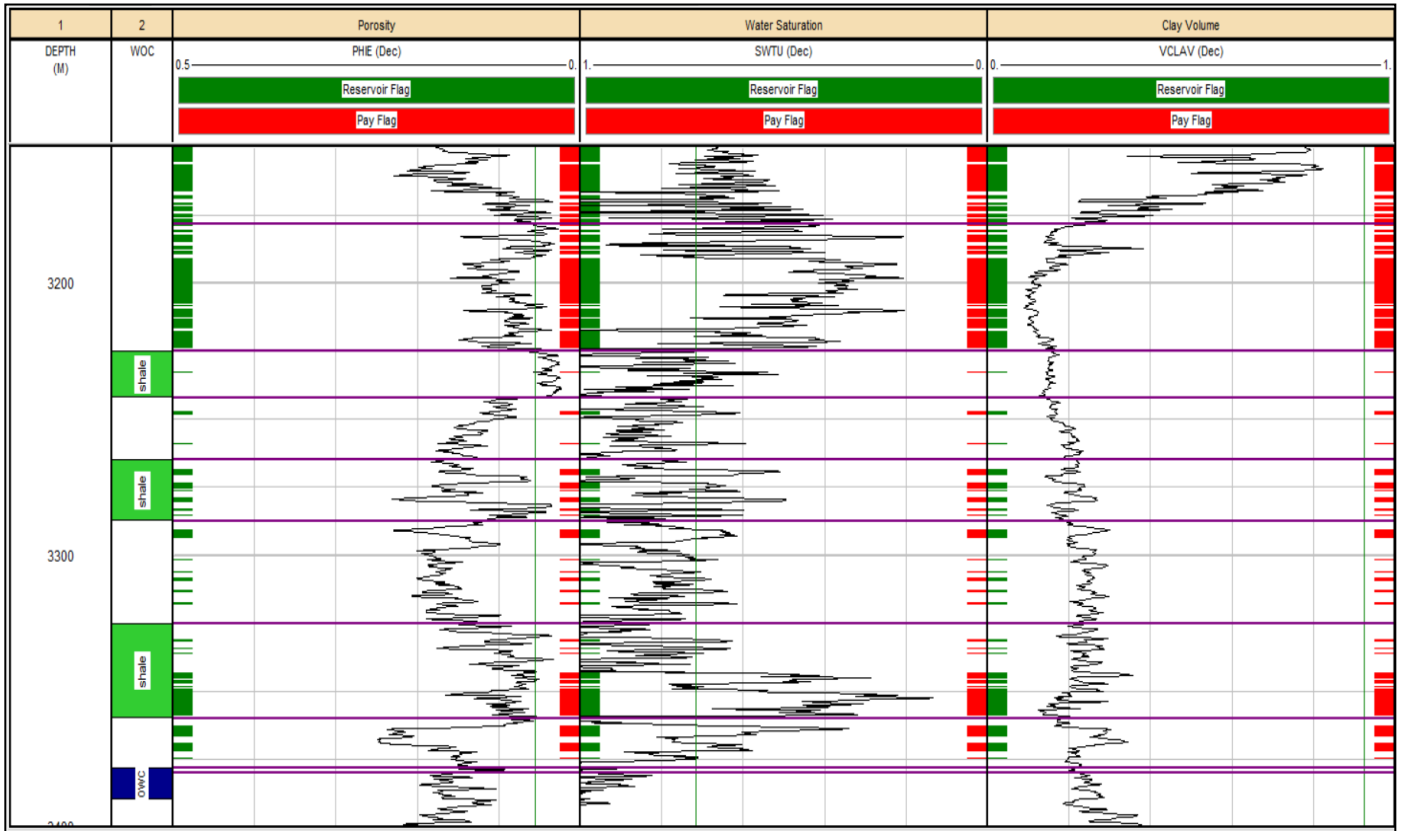 1 2 Porosity Water Saturation Clay Volume
DEPTH
(M)
WOC
PHIE (Dec)
0.5 0.
SWTU (Dec)
1. 0.
VCLAV (Dec)
0. 1.
Reservoir Flag Reservoir Flag Reservoir Flag
Pay Flag Pay Flag Pay Flag
3200
shale
shale
3300
shale
OWC